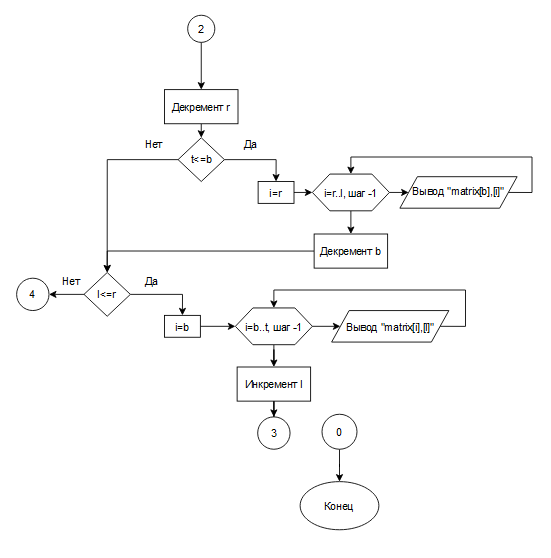 2
Декремент r
Нет
Да
t<=b
i=r
i=r..l, шаг -1
Вывод "matrix[b],[i]"
Декремент b
Нет
Да
4
l<=r
i=b
i=b..t, шаг -1
Вывод "matrix[i],[l]"
Инкремент l
3
0
Конец